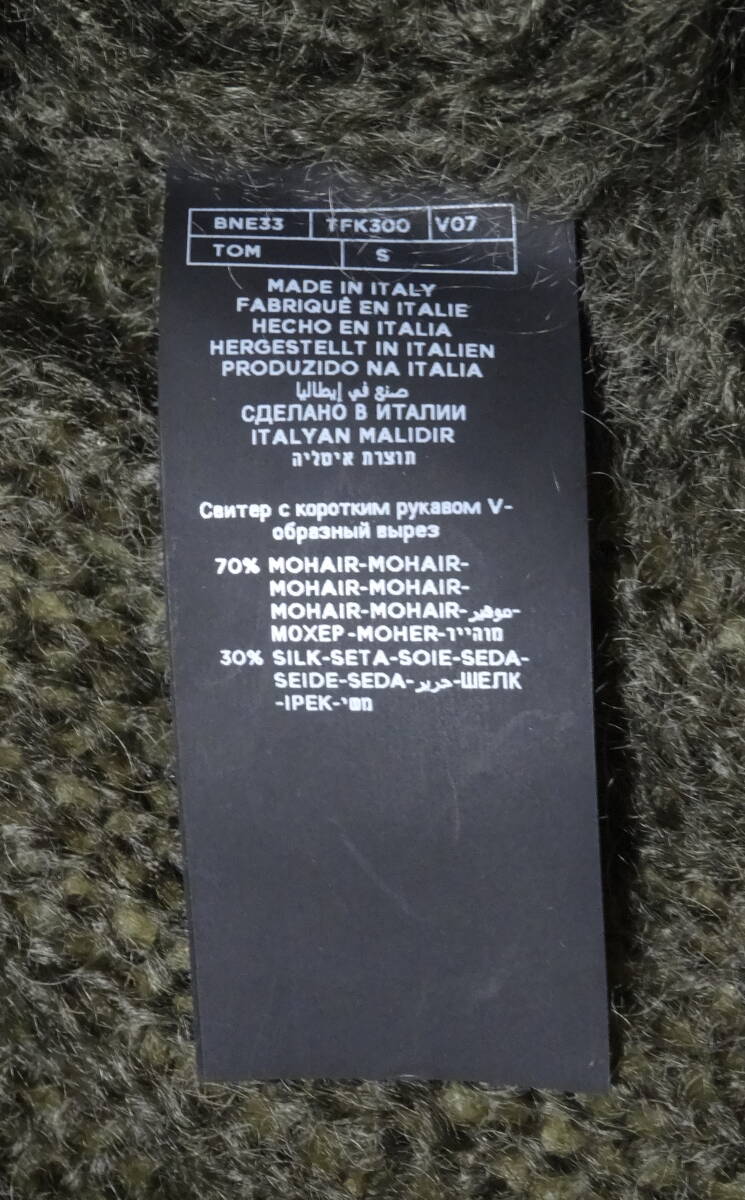 BNE33 TFK300 V07
TOM S
MADE IN ITALY
FABRIQUÊ EN ITALIE
HECHO EN ITALIA
HERGESTELLT IN ITALIEN
PRODUZIDO NA ITALIA
صنع في إيطاليا
СДЕЛАНО В ИТАЛИИ
ITALYAN MALIDIR
תוצרת איטליה
Свитер с коротким рукавом V-
образный вырез
70% MOHAIR-MOHAIR-
MOHAIR-MOHAIR-
MOHAIR-MOHAIR-موهير-
МОХЕР-MOHER-מוהייר
30% SILK-SETA-SOIE-SEDA-
SEIDE-SEDA-حرير-ШЕЛК
-IPEK-משי